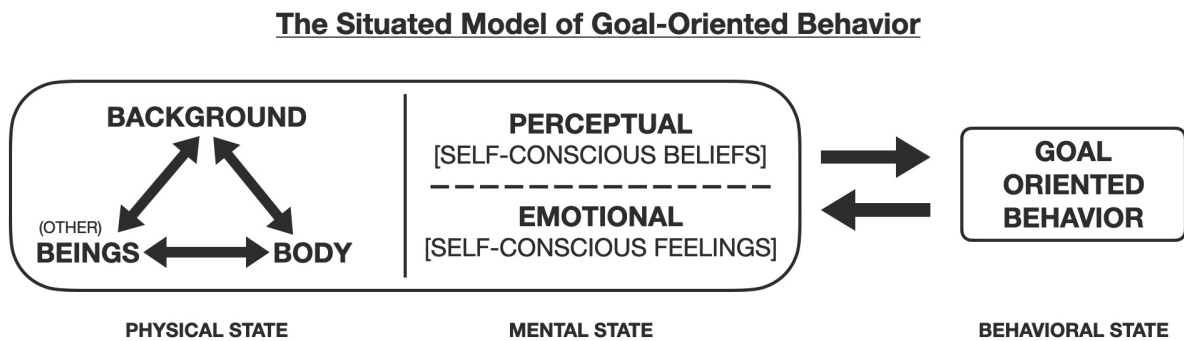 The Situated Model of Goal-Oriented Behavior
BACKGROUND
(OTHER)
BEINGS
BODY
PERCEPTUAL
[SELF-CONSCIOUS BELIEFS]
EMOTIONAL
[SELF-CONSCIOUS FEELINGS]
GOAL
ORIENTED
BEHAVIOR
PHYSICAL STATE
MENTAL STATE
BEHAVIORAL STATE